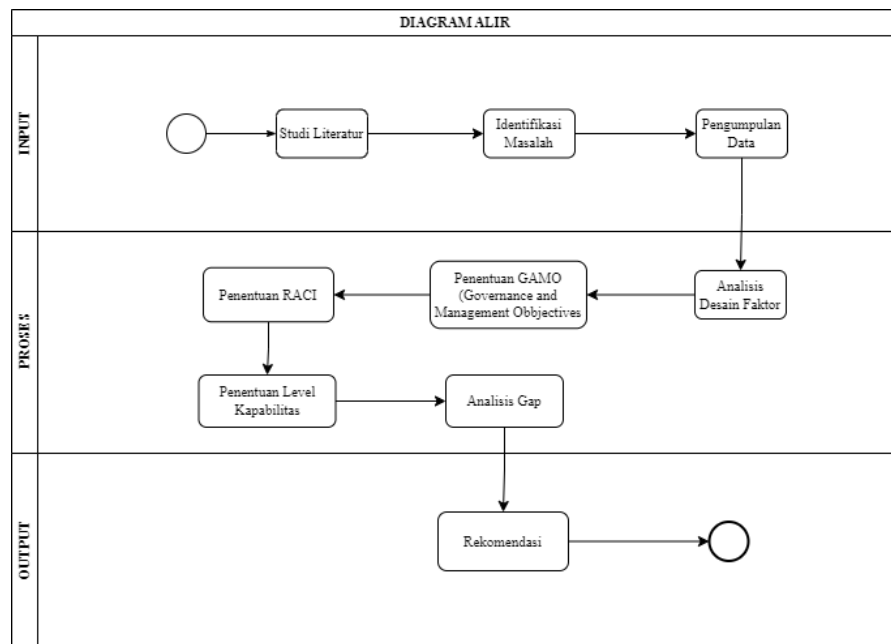 DIAGRAM ALIR
INPUT
Studi Literatur
Identifikasi
Masalah
Pengumpulan
Data
PROSES
Analisis
Desain Faktor
Penentuan GAMO
(Governance and
Management Obbjectives
Penentuan RACI
Penentuan Level
Kapabilitas
Analisis Gap
OUTPUT
Rekomendasi